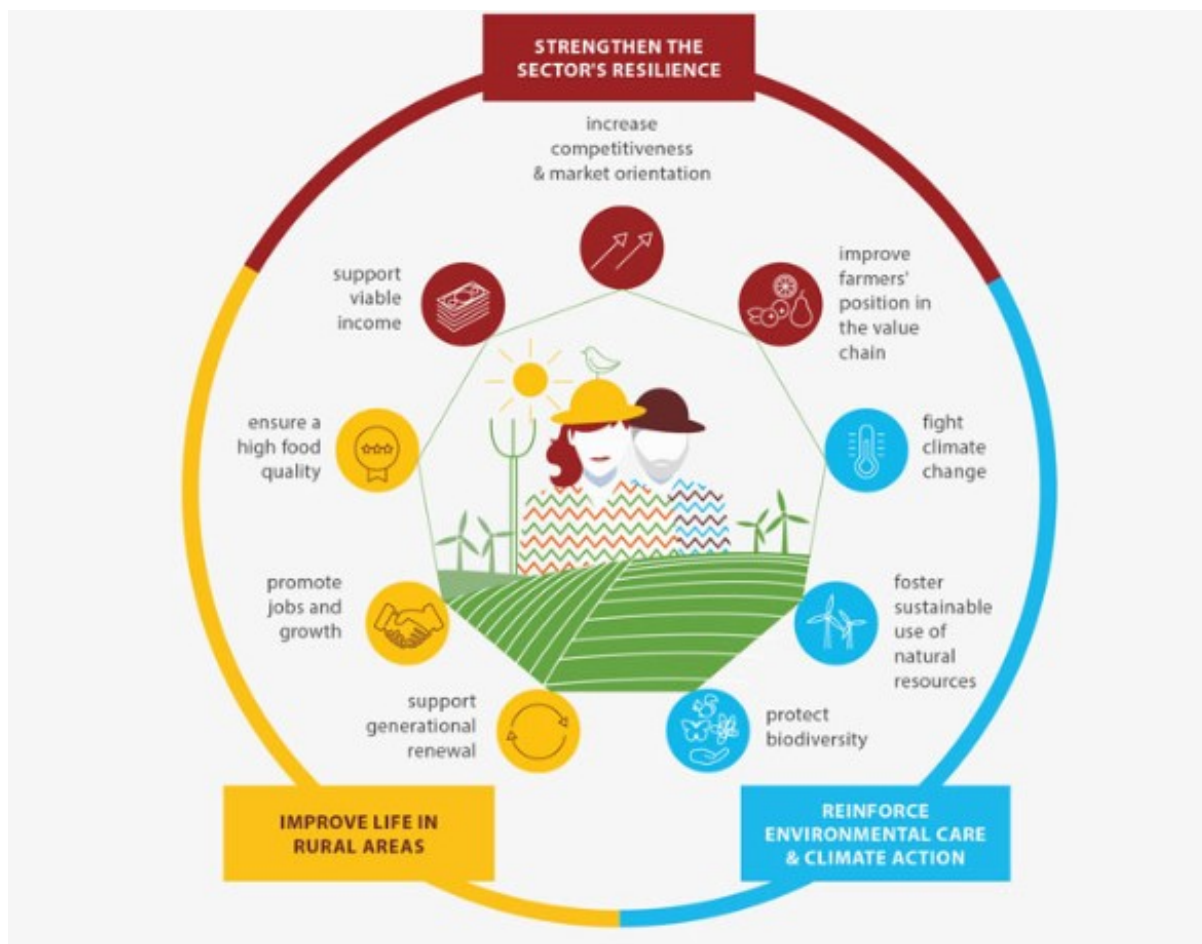 STRENGTHEN THE
SECTOR'S RESILIENCE
increase
competitiveness
& market orientation
support
viable
income
improve
farmers'
position in
the value
chain
ensure a
high food
quality
fight
climate
change
promote
jobs and
growth
foster
sustainable
use of
natural
resources
support
generational
renewal
protect
biodiversity
IMPROVE LIFE IN
RURAL AREAS
REINFORCE
ENVIRONMENTAL CARE
& CLIMATE ACTION